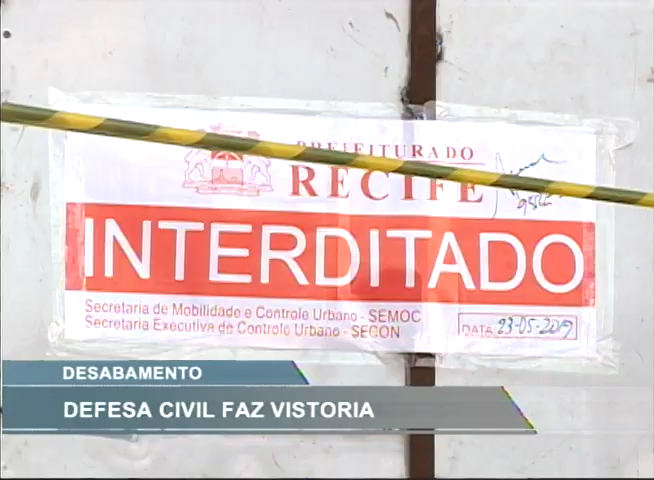 PREFEITURA DO
RECIFE
INTERDITADO
Secretaria de Mobilidade e Controle Urbano - SEMOC
Secretaria Executiva de Controle Urbano - SECON
DATA 23-05-2019
DESABAMENTO
DEFESA CIVIL FAZ VISTORIA